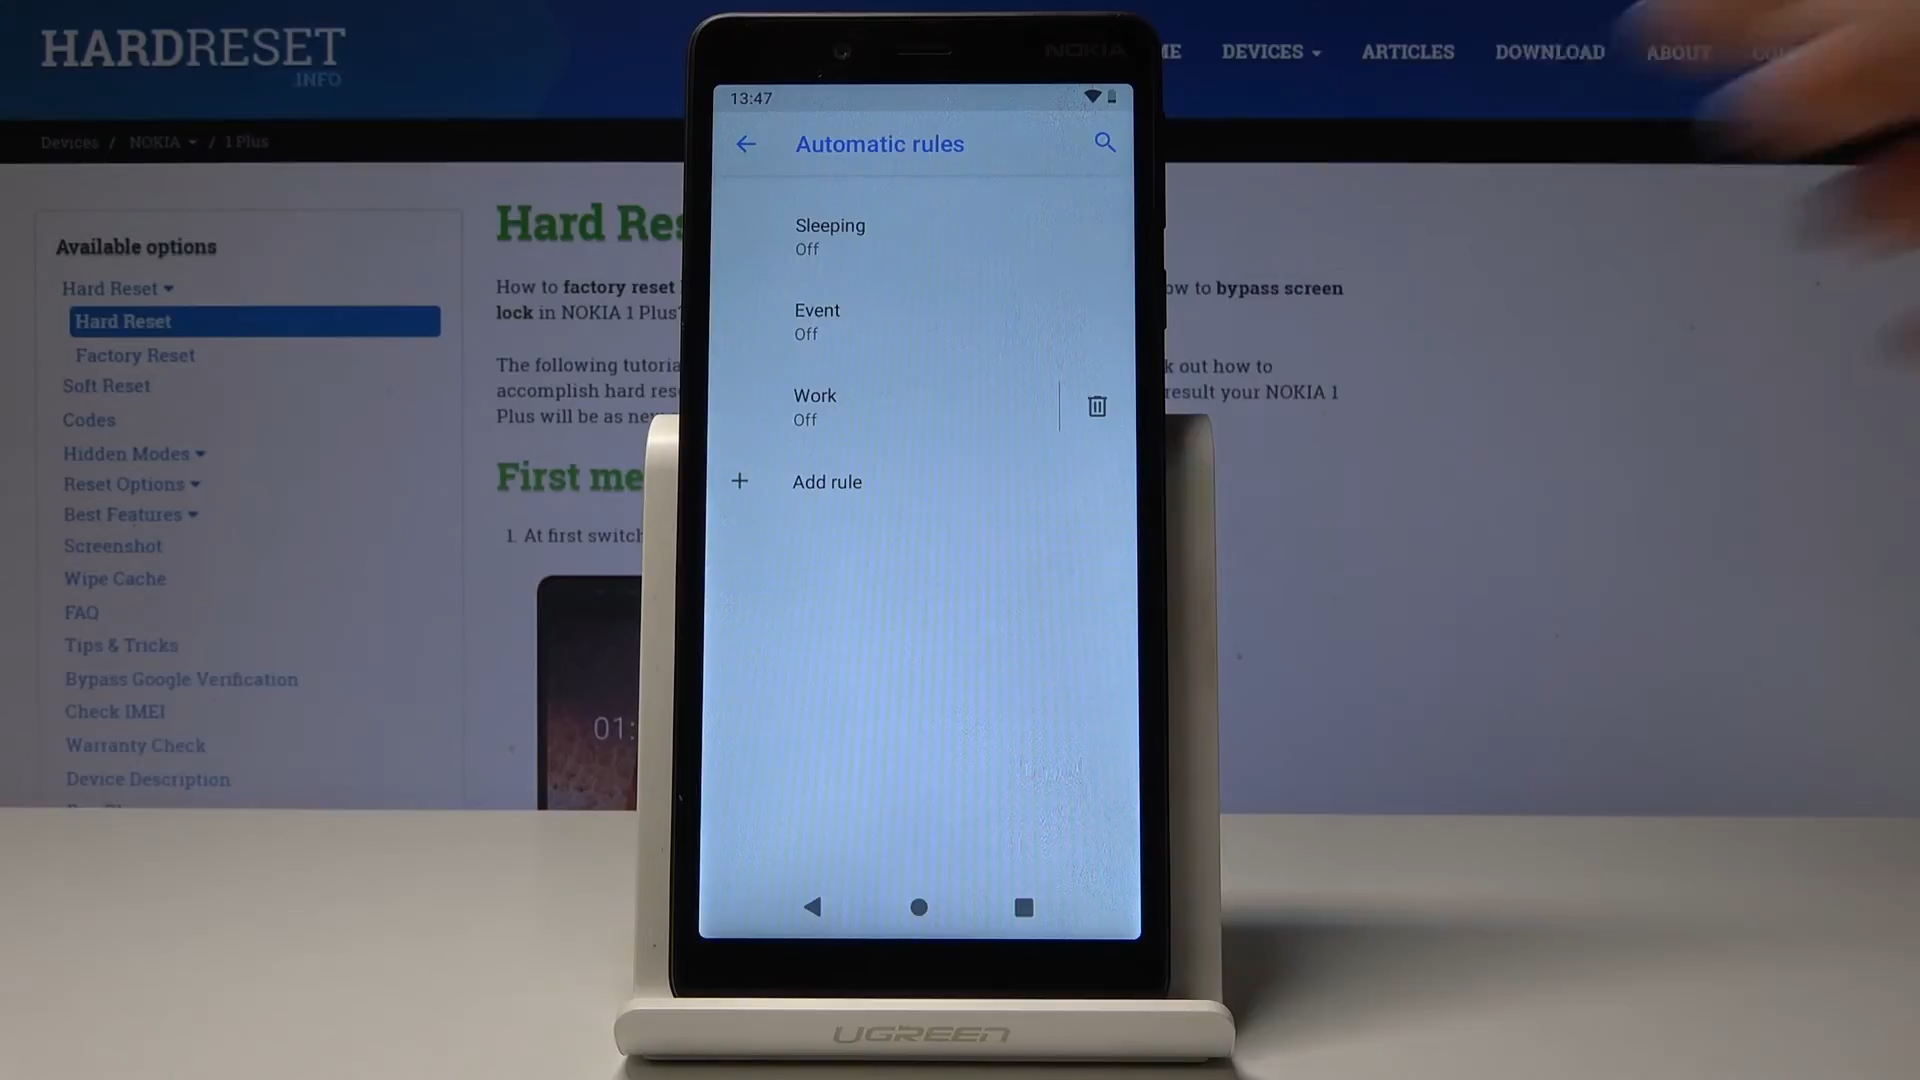 HARDRESET
.INFO
DEVICES
ARTICLES
DOWNLOAD
ABOUT
NOKIA
Devices / NOKIA / 1 Plus
13:47
Automatic rules
Sleeping
Off
Event
Off
Work
Off
Add rule
Available options
Hard Reset
Hard Reset
Factory Reset
Soft Reset
Codes
Hidden Modes
Reset Options
Best Features
Screenshot
Wipe Cache
FAQ
Tips & Tricks
Bypass Google Verification
Check IMEI
Warranty Check
Device Description
Hard Res
How to factory reset
to bypass screen
lock in NOKIA 1 Plus
The following
out how to
accomplish hard
result your NOKIA 1
Plus will be as
First me
1. At first switch
01:
UGREEN